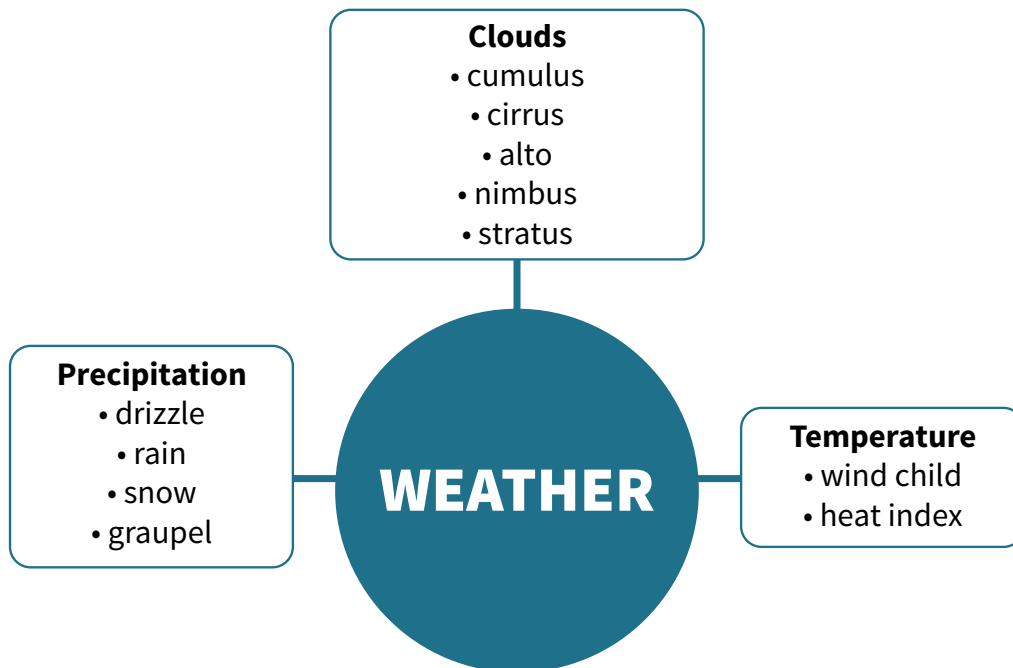 Clouds
• cumulus
• cirrus
• alto
• nimbus
• stratus
Precipitation
• drizzle
• rain
• snow
• graupel
WEATHER
Temperature
• wind child
• heat index